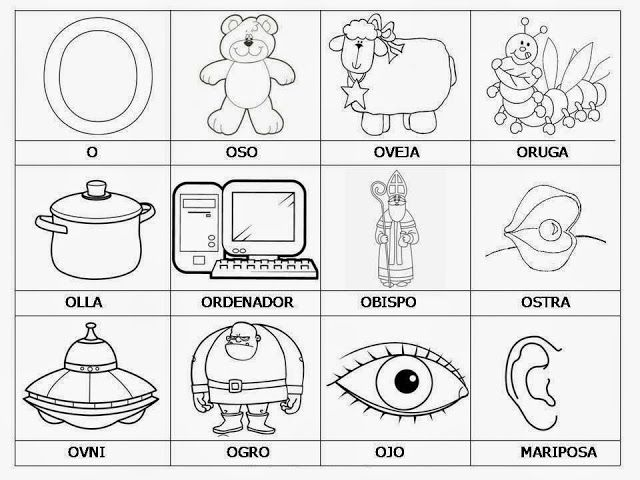 O OSO OVEJA ORUGA
OLLA ORDENADOR OBISPO OSTRA
OVNI OGRO OJO MARIPOSA